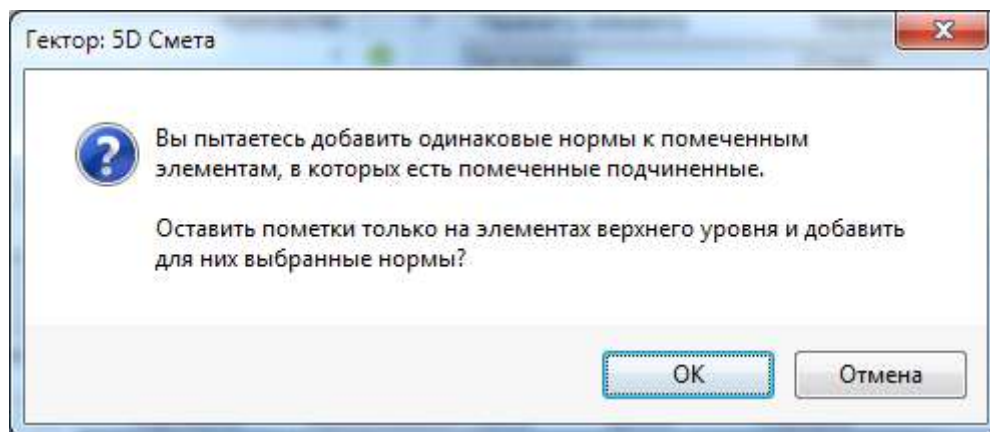 Гектор: 5D Смета
Вы пытаетесь добавить одинаковые нормы к помеченным
элементам, в которых есть помеченные подчиненные.
Оставить пометки только на элементах верхнего уровня и добавить
для них выбранные нормы?
ОК
Отмена